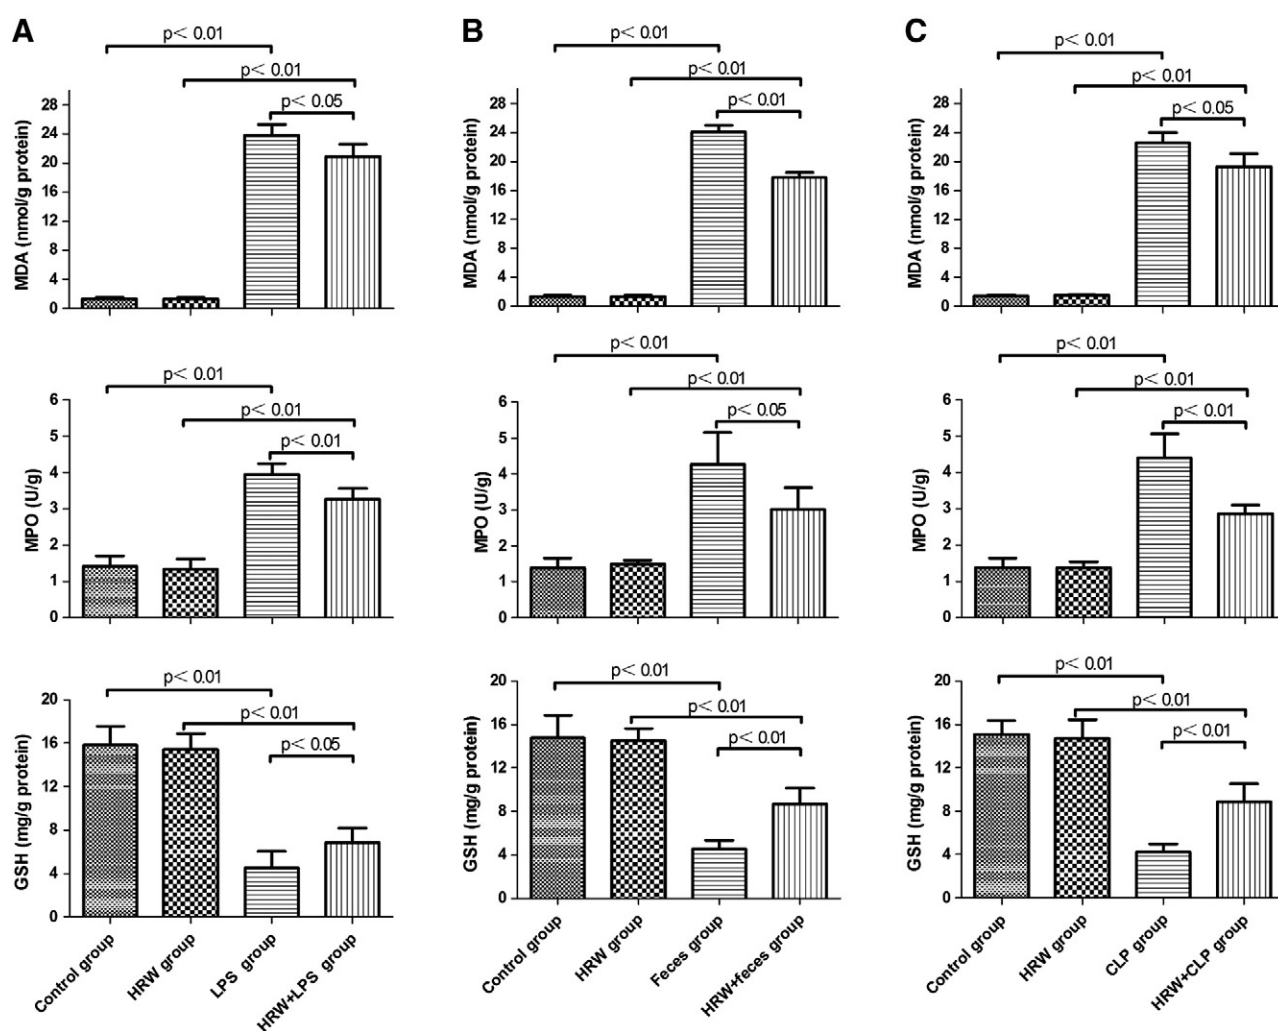 A
p< 0.01
p< 0.01
p< 0.05
MDA (nmol/g protein)
28
24
20
16
12
8
4
0
B
p< 0.01
p< 0.01
p< 0.01
MDA (nmol/g protein)
28
24
20
16
12
8
4
0
C
p< 0.01
p< 0.01
p< 0.05
MDA (nmol/g protein)
28
24
20
16
12
8
4
0
p< 0.01
p< 0.01
p< 0.01
MPO (U/g)
6
5
4
3
2
1
0
p< 0.01
p< 0.01
p< 0.05
MPO (U/g)
6
5
4
3
2
1
0
p< 0.01
p< 0.01
p< 0.01
MPO (U/g)
6
5
4
3
2
1
0
p< 0.01
p< 0.01
p< 0.05
GSH (mg/g protein)
20
16
12
8
4
0
Control group
HRW group
LPS group
HRW+LPS group
p< 0.01
p< 0.01
p< 0.01
GSH (mg/g protein)
20
16
12
8
4
0
Control group
HRW group
Feces group
HRW+feces group
p< 0.01
p< 0.01
p< 0.01
GSH (mg/g protein)
20
16
12
8
4
0
Control group
HRW group
CLP group
HRW+CLP group